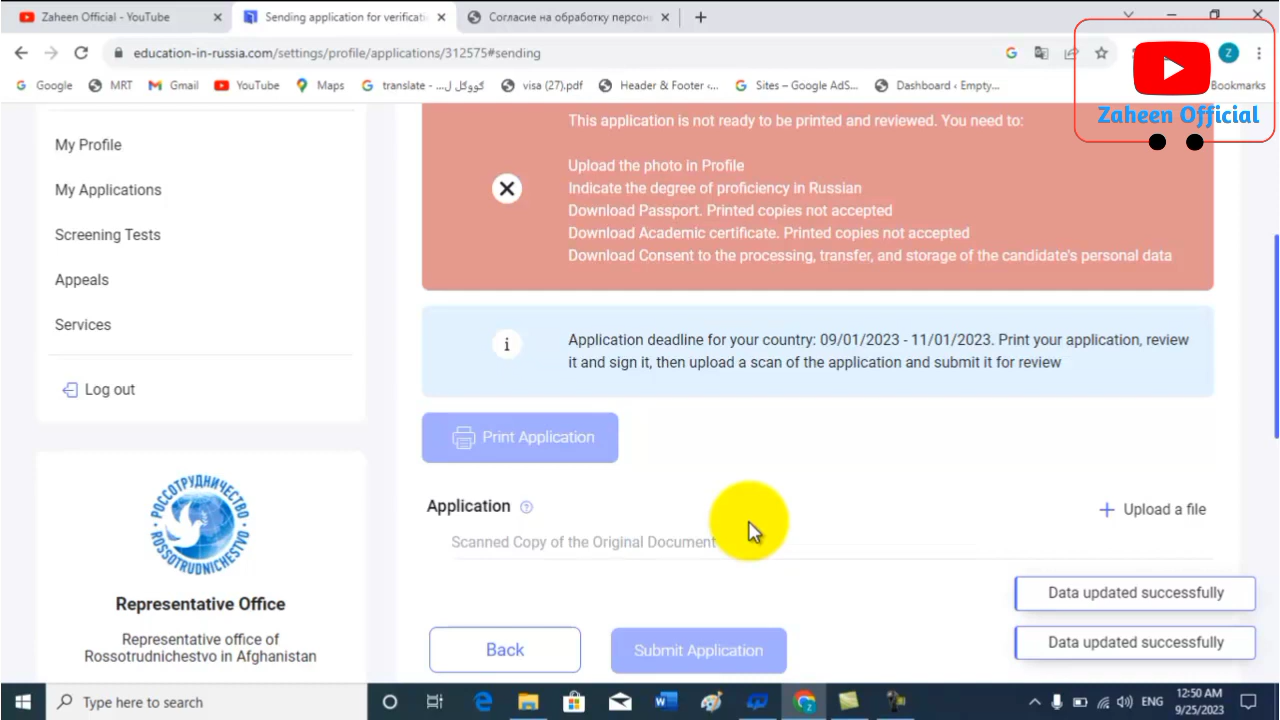 Zaheen Official - YouTube
Sending application for verificati
Согласие на обработку персон
education-in-russia.com/settings/profile/applications/312575#sending
Google
MRT
Gmail
YouTube
Maps
translate - ...كووكل ل
visa (27).pdf
Header & Footer ‹...
Sites – Google AdS...
Dashboard ‹ Empty...
Bookmarks
Z
Zaheen Official
My Profile
My Applications
Screening Tests
Appeals
Services
Log out
This application is not ready to be printed and reviewed. You need to:
Upload the photo in Profile
Indicate the degree of proficiency in Russian
Download Passport. Printed copies not accepted
Download Academic certificate. Printed copies not accepted
Download Consent to the processing, transfer, and storage of the candidate's personal data
i
Application deadline for your country: 09/01/2023 - 11/01/2023. Print your application, review
it and sign it, then upload a scan of the application and submit it for review
Print Application
Application ?
+ Upload a file
Scanned Copy of the Original Document
РОССОТРУДНИЧЕСТВО
ROSSOTRUDNICHESTVO
Representative Office
Representative office of
Rossotrudnichestvo in Afghanistan
Data updated successfully
Data updated successfully
Back
Submit Application
Type here to search
ENG
12:50 AM
9/25/2023